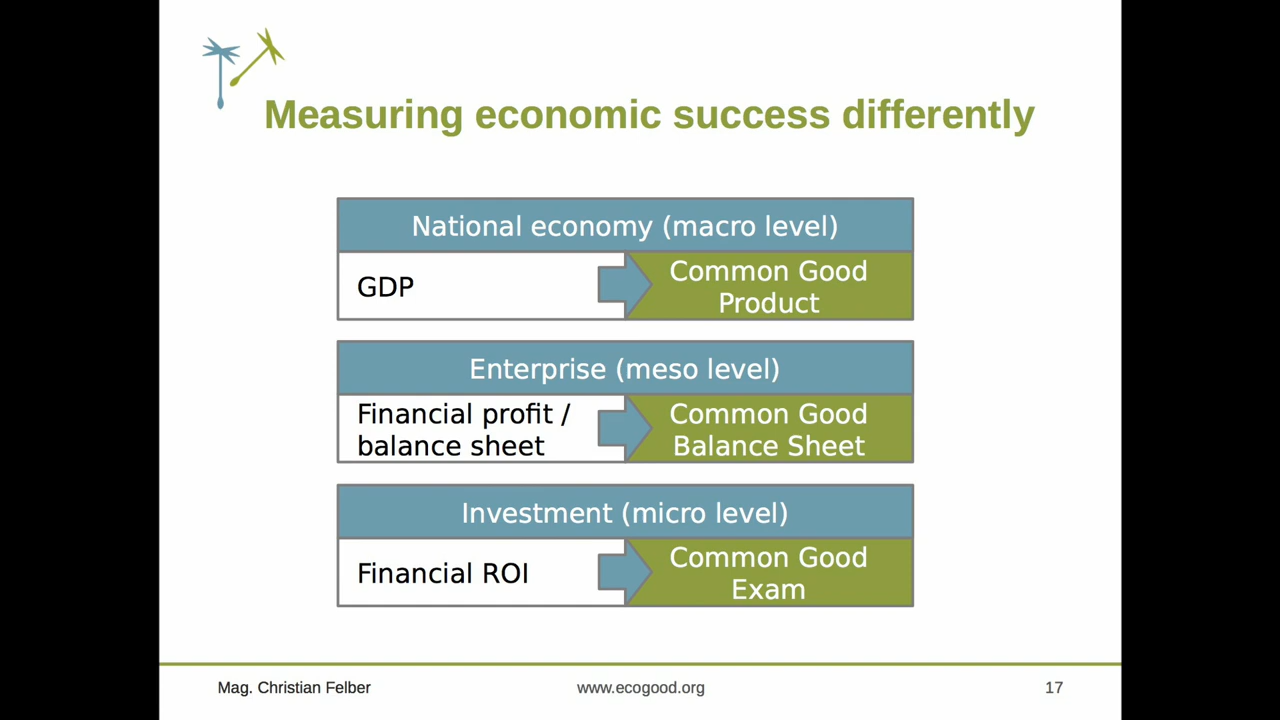 Measuring economic success differently
National economy (macro level)
GDP
Common Good
Product
Enterprise (meso level)
Financial profit /
balance sheet
Common Good
Balance Sheet
Investment (micro level)
Financial ROI
Common Good
Exam
Mag. Christian Felber
www.ecogood.org
17